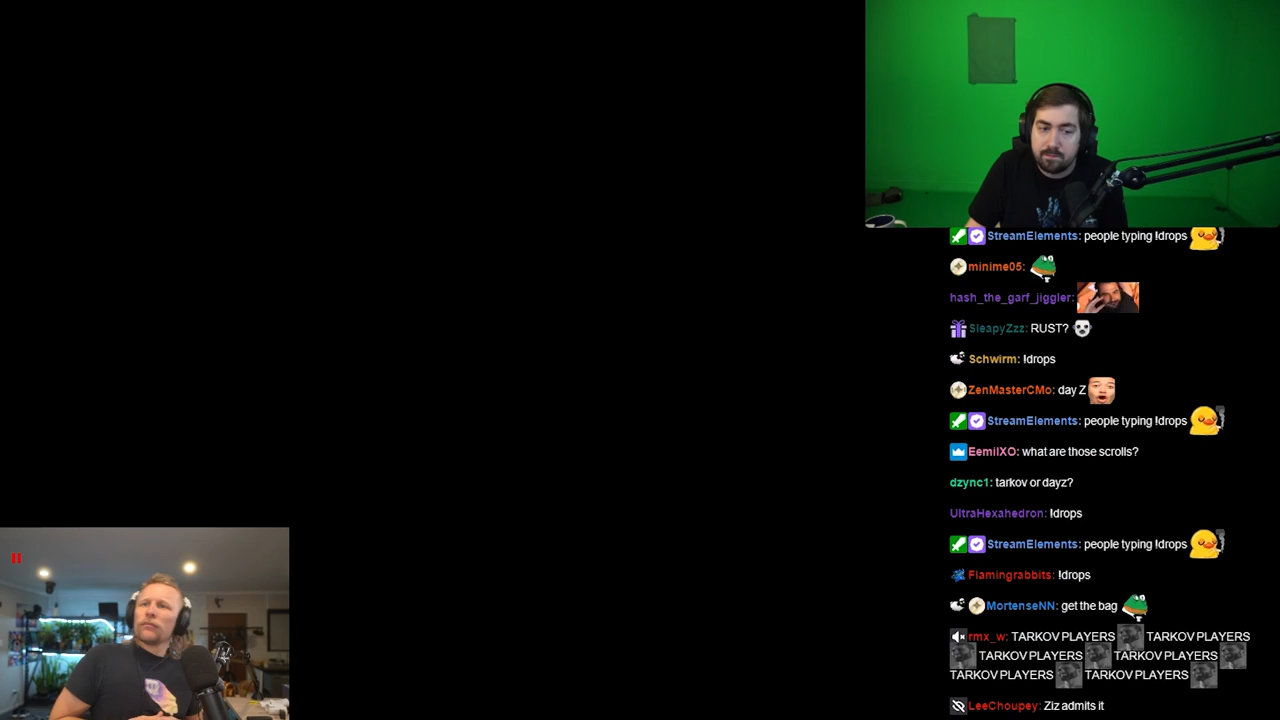 StreamElements: people typing !drops
minime05:
hash_the_garf_jiggler:
SleapyZzz: RUST?
Schwirm: !drops
ZenMasterCMo: day Z
StreamElements: people typing !drops
EemilXO: what are those scrolls?
dzync1: tarkov or dayz?
UltraHexahedron: !drops
StreamElements: people typing !drops
Flamingrabbits: !drops
MortenseNN: get the bag
rmx_w: TARKOV PLAYERS TARKOV PLAYERS
TARKOV PLAYERS TARKOV PLAYERS
TARKOV PLAYERS TARKOV PLAYERS
LeeChoupey: Ziz admits it